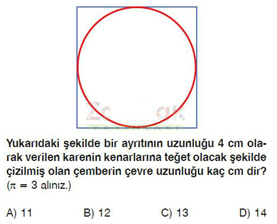 Yukarıdaki şekilde bir ayrıtının uzunluğu 4 cm ola-
rak verilen karenin kenarlarına teğet olacak şekilde
çizilmiş olan çemberin çevre uzunluğu kaç cm dir?
(π = 3 alınız.)
A) 11 B) 12 C) 13 D) 14